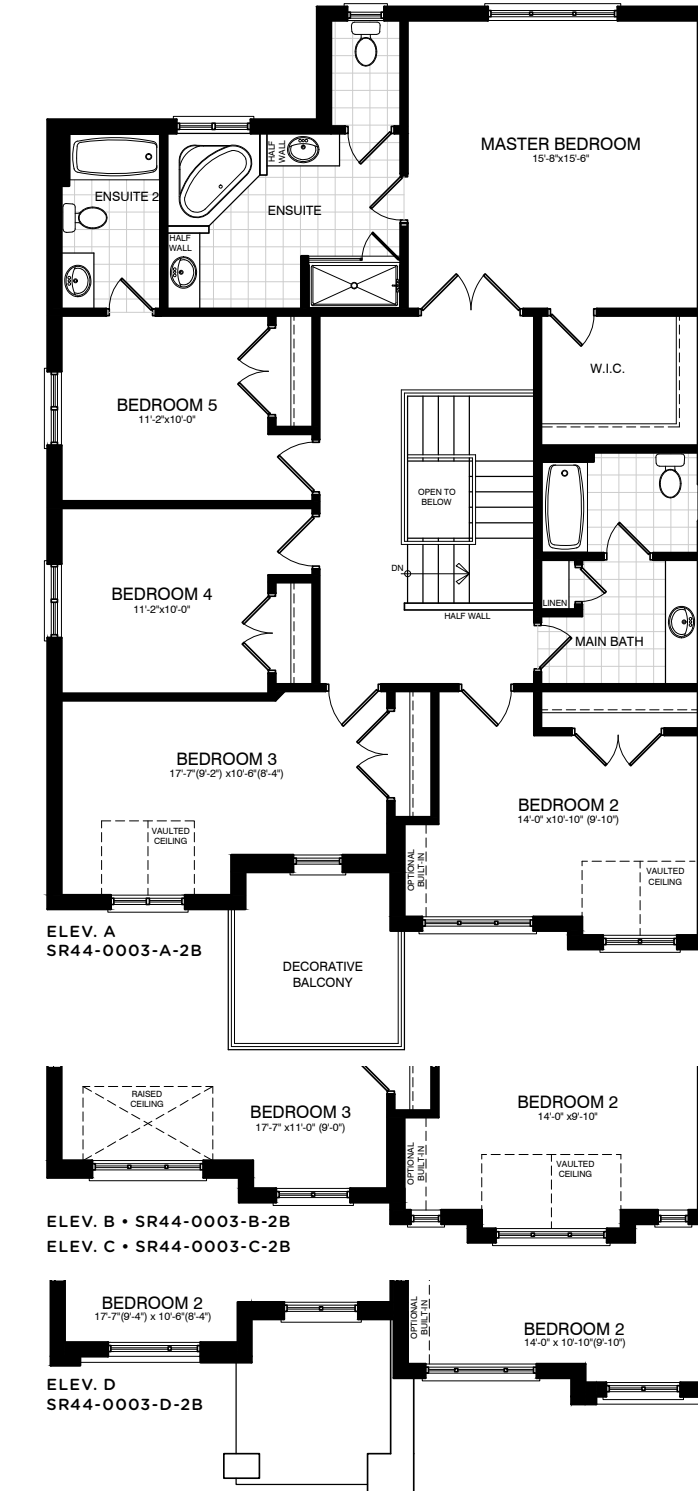 MASTER BEDROOM
15'-8"x15'-6"
HALF
WALL
ENSUITE 2
ENSUITE
HALF
WALL
W.I.C.
BEDROOM 5
11'-2"x10'-0"
OPEN TO
BELOW
DN
BEDROOM 4
11'-2"x10'-0"
LINEN
HALF WALL
MAIN BATH
BEDROOM 3
17'-7"(9'-2") x10'-6"(8'-4")
BEDROOM 2
14'-0" x10'-10" (9'-10")
VAULTED
CEILING
OPTIONAL
BUILT-IN
VAULTED
CEILING
ELEV. A
SR44-0003-A-2B
DECORATIVE
BALCONY
RAISED
CEILING
BEDROOM 3
17'-7" x11'-0" (9'-0")
BEDROOM 2
14'-0" x9'-10"
OPTIONAL
BUILT-IN
VAULTED
CEILING
ELEV. B • SR44-0003-B-2B
ELEV. C • SR44-0003-C-2B
BEDROOM 2
17'-7"(9'-4") x 10'-6"(8'-4")
OPTIONAL
BUILT-IN
BEDROOM 2
14'-0" x 10'-10"(9'-10")
ELEV. D
SR44-0003-D-2B